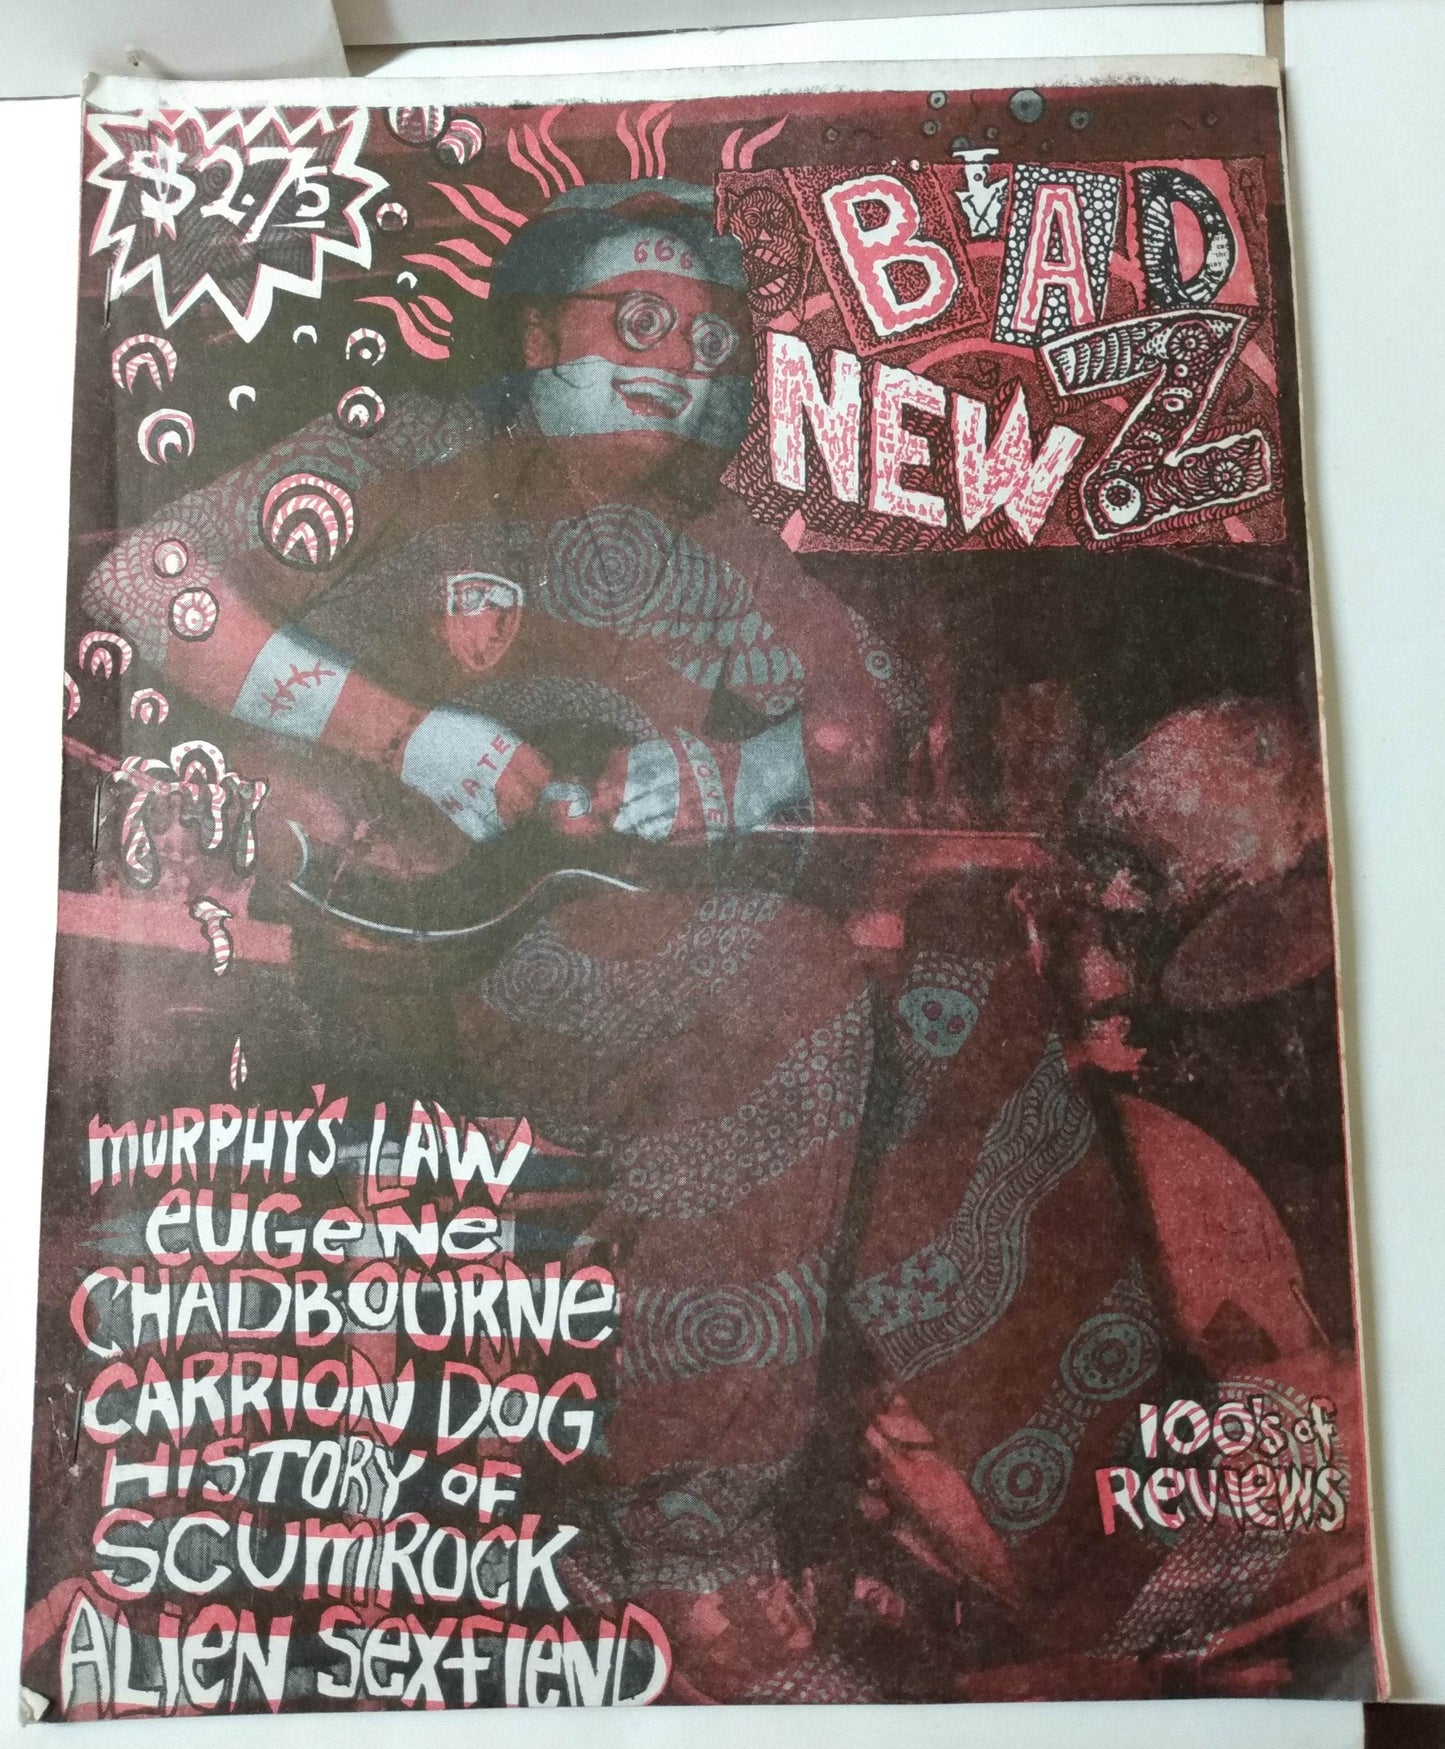 $2.75
BAD
NEWZ
666
HATE
LOVE
MURPHY'S LAW
EUGENE
CHADBOURNE
CARRION DOG
HISTORY OF
SCUMROCK
ALIEN SEXFIEND
100's of
REVIEWS